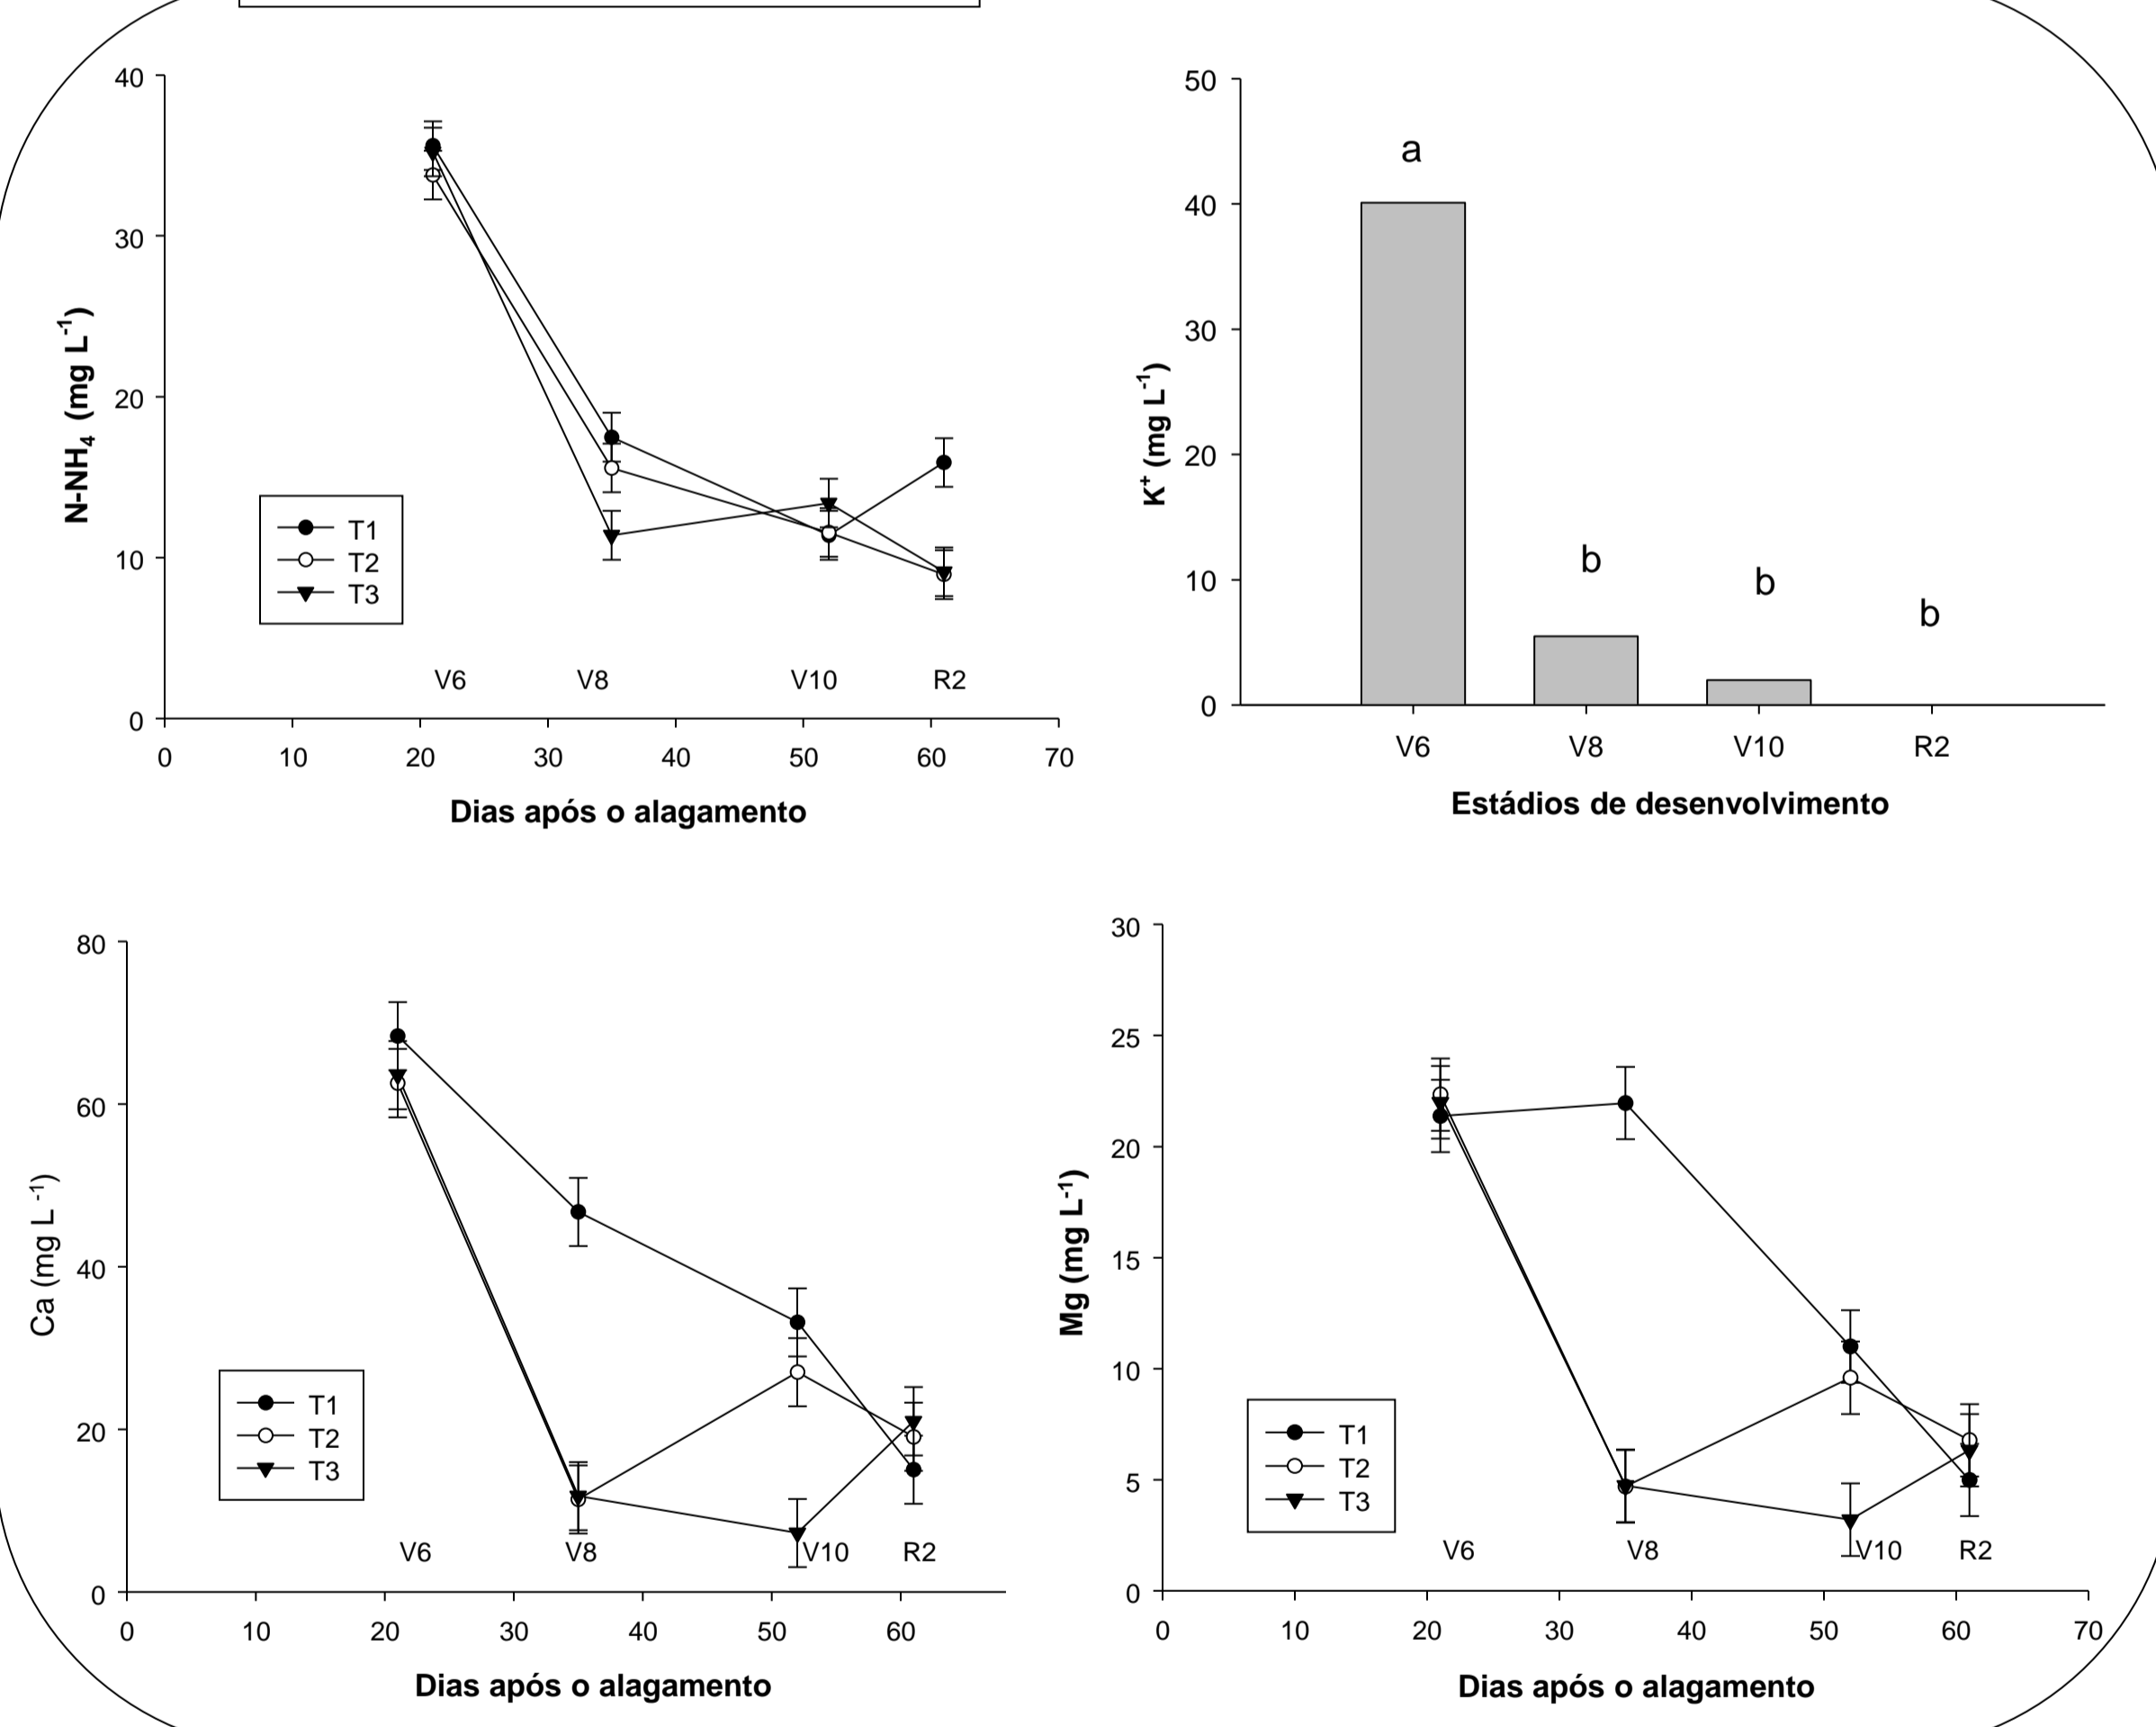 40
30
20
10
0
N-NH4 (mg L-1)
T1
T2
T3
V6 V8 V10 R2
0 10 20 30 40 50 60 70
Dias após o alagamento
50
40
30
20
10
0
K+ (mg L-1)
a
b
b
b
V6 V8 V10 R2
Estádios de desenvolvimento
80
60
40
20
0
Ca (mg L -1)
T1
T2
T3
V6 V8 V10 R2
0 10 20 30 40 50 60
Dias após o alagamento
30
25
20
15
10
5
0
Mg (mg L-1)
T1
T2
T3
V6 V8 V10 R2
0 10 20 30 40 50 60 70
Dias após o alagamento